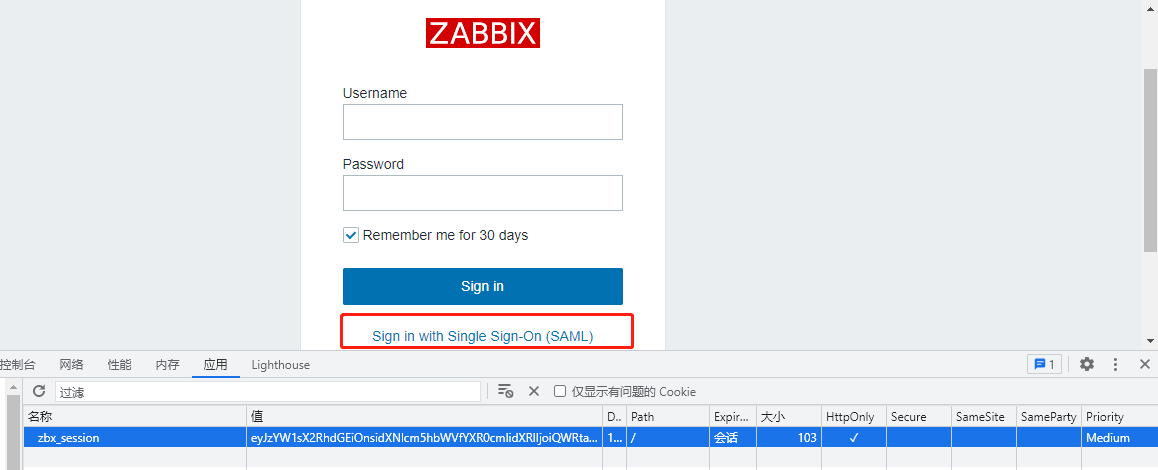 ZABBIX
Username
Password
Remember me for 30 days
Sign in
Sign in with Single Sign-On (SAML)
控制台 网络 性能 内存 应用 Lighthouse 1
过滤 仅显示有问题的 Cookie
名称 值 D.. Path Expir... 大小 HttpOnly Secure SameSite SameParty Priority
zbx_session eyJzYW1sX2RhdGEiOnsidXNlcm5hbWVfYXR0cmlidXRlIjoiQWRta... 1... / 会话 103 ✓ Medium